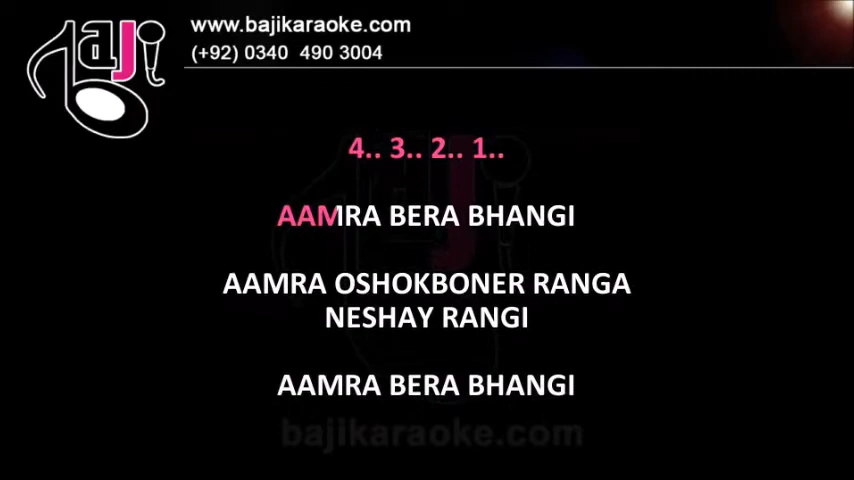 www.bajikaraoke.com
(+92) 0340 490 3004
aji
4.. 3.. 2.. 1..
AAMRA BERA BHANGI
AAMRA OSHOKBONER RANGA
NESHAY RANGI
AAMRA BERA BHANGI
bajikaraoke.com